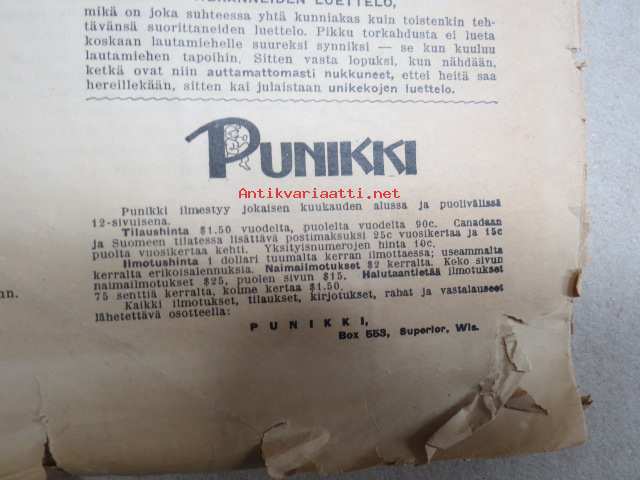 LUETTELO,
mikä on joka suhteessa yhtä kunniakas kuin toistenkin teh-
tävänsä suorittaneiden luettelo. Pikku torkahdusta ei lueta
koskaan lautamiehelle suureksi synniksi — se kun kuuluu
lautamiehen tapoihin. Sitten vasta lopuksi, kun nähdään,
ketkä ovat niin auttamattomasti nukkuneet, ettei heitä saa
hereillekään, sitten kai julaistaan unikekojen luettelo.
PUNIKKI
Antikvariaatti.net
Punikki ilmestyy jokaisen kuukauden alussa ja puolivälissä
12-sivuisena.
Tilaushinta $1.50 vuodelta, puolelta vuodelta 90c. Canadaan
ja Suomeen tilatessa lisättävä postimaksuksi 25c vuosikertaa ja 15c
puolta vuosikertaa kohti. Yksityisnumerojen hinta 10c.
Ilmotushinta 1 dollari tuumalta kerran ilmottaessa; useammalta
kerralta erikoisalennuksia. Naimailmotukset $2 kerralta. Koko sivun
naimailmotukset $25, puolen sivun $15. Halutaantietää ilmotukset
75 senttiä kerralta, kolme kertaa $1.50.
Kaikki ilmotukset, tilaukset, kirjotukset, rahat ja vastalauseet
lähetettävä osotteella:
PUNIKKI,
Box 553, Superior, Wis.
nn.